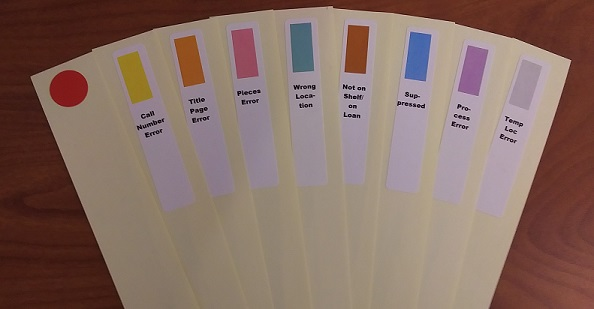 Call
Number
Error
Title
Page
Error
Pieces
Error
Wrong
Loca-
tion
Not on
Shelf/
on
Loan
Sup-
pressed
Pro-
cess
Error
Temp
Loc
Error